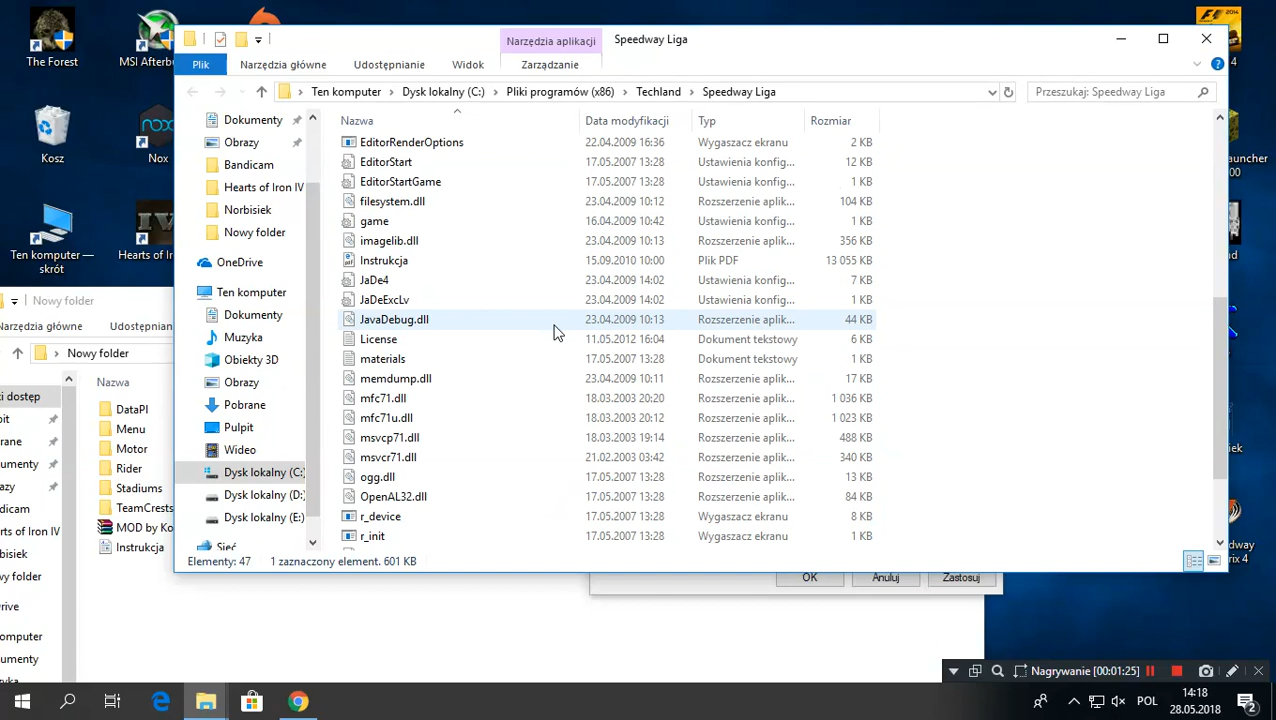 The Forest
MSI Afterbu
2014
4
Narzędzia aplikacji
Speedway Liga
Plik
Narzędzia główne
Udostępnianie
Widok
Zarządzanie
Ten komputer
Dysk lokalny (C:)
Pliki programów (x86)
Techland
Speedway Liga
Przeszukaj: Speedway Liga
Nazwa
Data modyfikacji
Typ
Rozmiar
Dokumenty
Obrazy
Bandicam
Hearts of Iron IV
Norbisiek
Nowy folder
OneDrive
Ten komputer
Dokumenty
Muzyka
Obiekty 3D
Obrazy
Pobrane
Pulpit
Wideo
Dysk lokalny (C:)
Dysk lokalny (D:
Dysk lokalny (E:)
Sieć
EditorRenderOptions 22.04.2009 16:36 Wygaszacz ekranu 2 KB
EditorStart 17.05.2007 13:28 Ustawienia konfig... 12 KB
EditorStartGame 17.05.2007 13:28 Ustawienia konfig... 1 KB
filesystem.dll 23.04.2009 10:12 Rozszerzenie aplik... 104 KB
game 16.04.2009 10:42 Ustawienia konfig... 1 KB
imagelib.dll 23.04.2009 10:13 Rozszerzenie aplik... 356 KB
Instrukcja 15.09.2010 10:00 Plik PDF 13 055 KB
JaDe4 23.04.2009 14:02 Ustawienia konfig... 7 KB
JaDeExcLv 23.04.2009 14:02 Ustawienia konfig... 1 KB
JavaDebug.dll 23.04.2009 10:13 Rozszerzenie aplik... 44 KB
License 11.05.2012 16:04 Dokument tekstowy 6 KB
materials 17.05.2007 13:28 Dokument tekstowy 1 KB
memdump.dll 23.04.2009 10:11 Rozszerzenie aplik... 17 KB
mfc71.dll 18.03.2003 20:20 Rozszerzenie aplik... 1 036 KB
mfc71u.dll 18.03.2003 20:12 Rozszerzenie aplik... 1 023 KB
msvcp71.dll 18.03.2003 19:14 Rozszerzenie aplik... 488 KB
msvcr71.dll 21.02.2003 03:42 Rozszerzenie aplik... 340 KB
ogg.dll 17.05.2007 13:28 Rozszerzenie aplik... 13 KB
OpenAL32.dll 17.05.2007 13:28 Rozszerzenie aplik... 84 KB
r_device 17.05.2007 13:28 Wygaszacz ekranu 8 KB
r_init 17.05.2007 13:28 Wygaszacz ekranu 1 KB
Elementy: 47
1 zaznaczony element. 601 KB
Kosz
Nox
Ten komputer —
skrót
Hearts of Iro
Nowy folder
rzędzia główne
Udostępnian
Nowy folder
Nazwa
DataPl
Menu
Motor
Rider
Stadiums
TeamCrests
MOD by Ko
Instrukcja
OK
Anuluj
Zastosuj
Nagrywanie [00:01:25]
POL
14:18
28.05.2018
2